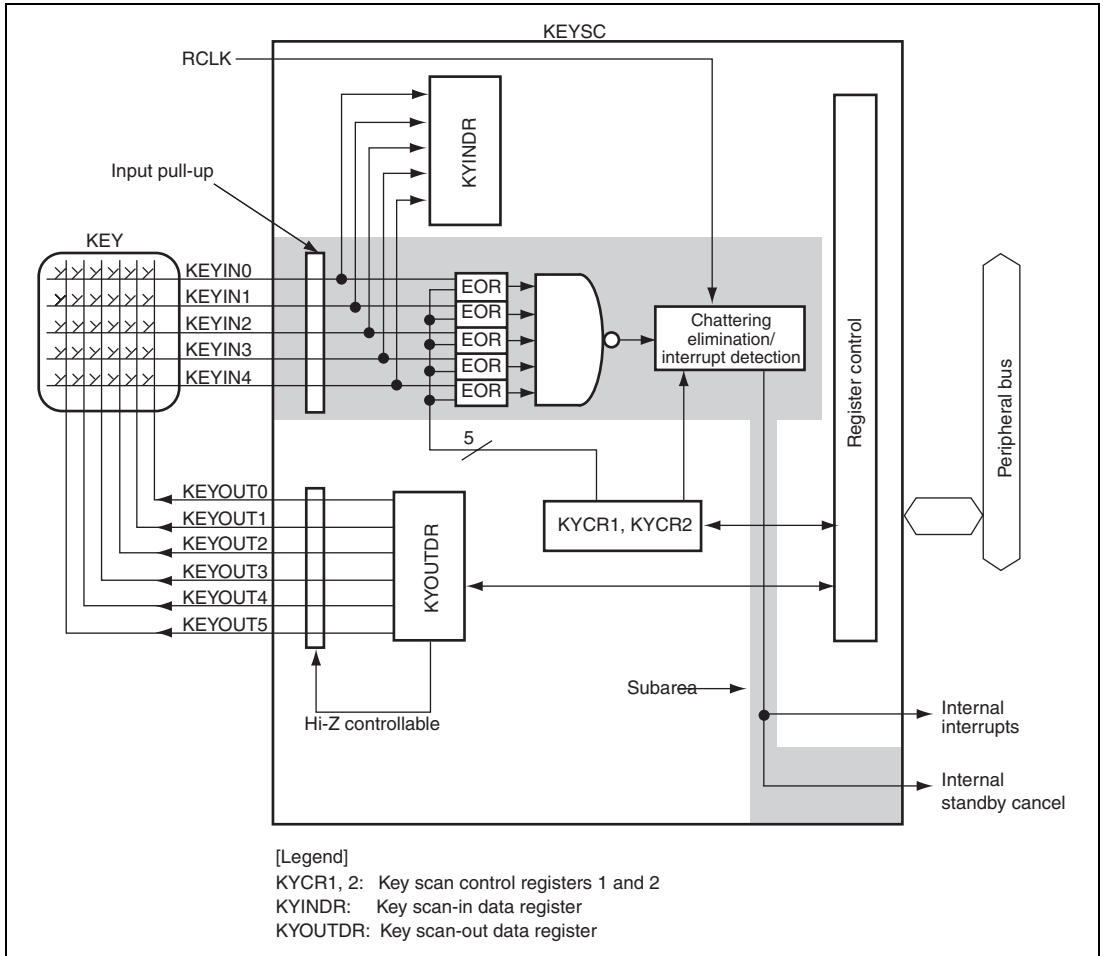 KEYSC
RCLK
KYINDR
Input pull-up
KEY
KEYIN0
KEYIN1
KEYIN2
KEYIN3
KEYIN4
EOR
EOR
EOR
EOR
EOR
Chattering
elimination/
interrupt detection
Register control
Peripheral bus
5
KYCR1, KYCR2
KEYOUT0
KEYOUT1
KEYOUT2
KEYOUT3
KEYOUT4
KEYOUT5
KYOUTDR
Hi-Z controllable
Subarea
Internal
interrupts
Internal
standby cancel
[Legend]
KYCR1, 2: Key scan control registers 1 and 2
KYINDR: Key scan-in data register
KYOUTDR: Key scan-out data register